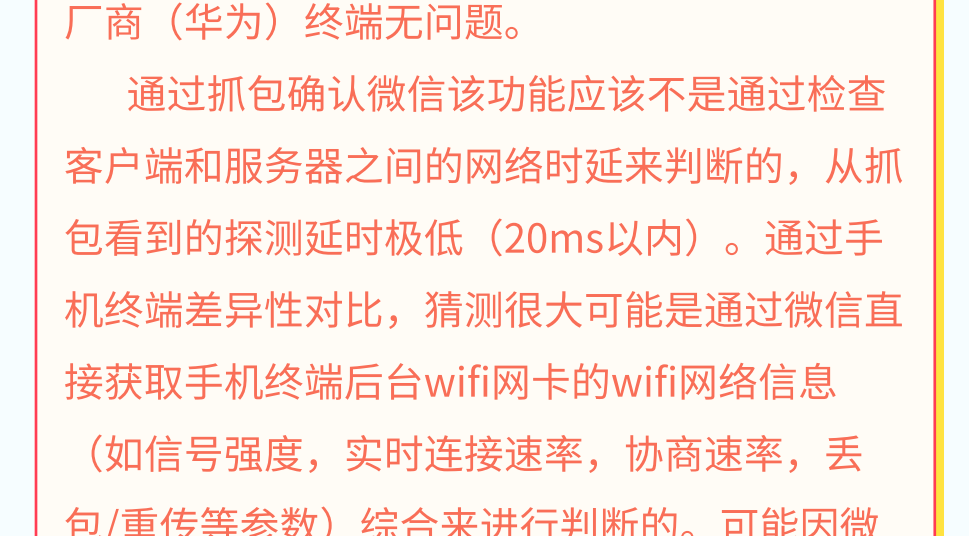 厂商（华为）终端无问题。
通过抓包确认微信该功能应该不是通过检查
客户端和服务器之间的网络时延来判断的，从抓
包看到的探测延时极低（20ms以内）。通过手
机终端差异性对比，猜测很大可能是通过微信直
接获取手机终端后台wifi网卡的wifi网络信息
（如信号强度，实时连接速率，协商速率，丢
包/重传等参数）综合来进行判断的。可能因微